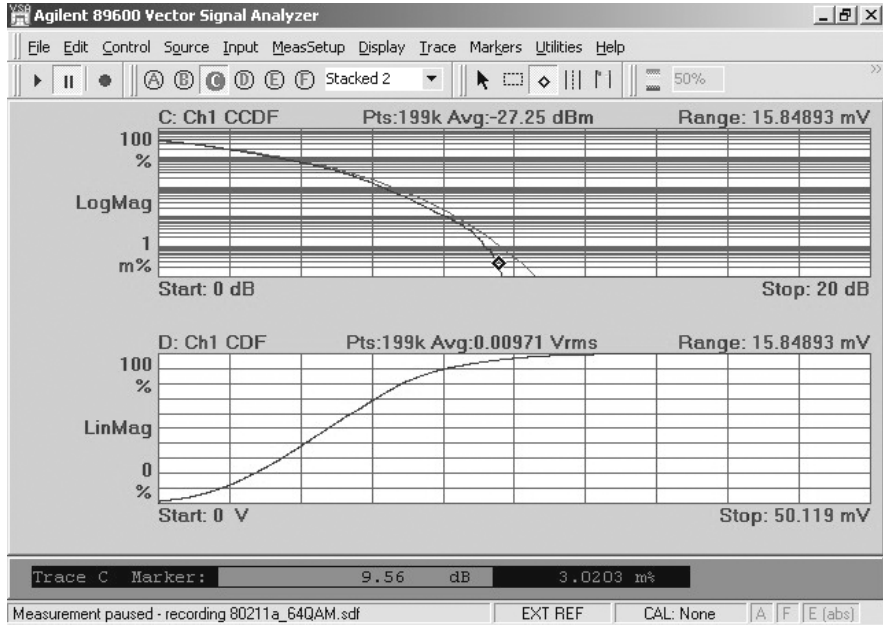 VSA Agilent 89600 Vector Signal Analyzer
File Edit Control Source Input MeasSetup Display Trace Markers Utilities Help
A B C D E F Stacked 2 50%
C: Ch1 CCDF Pts:199k Avg:-27.25 dBm Range: 15.84893 mV
100
%
LogMag
1
m%
Start: 0 dB Stop: 20 dB
D: Ch1 CDF Pts:199k Avg:0.00971 Vrms Range: 15.84893 mV
100
%
LinMag
0
%
Start: 0 V Stop: 50.119 mV
Trace C Marker: 9.56 dB 3.0203 m%
Measurement paused - recording 80211a_64QAM.sdf EXT REF CAL: None A F E (abs)